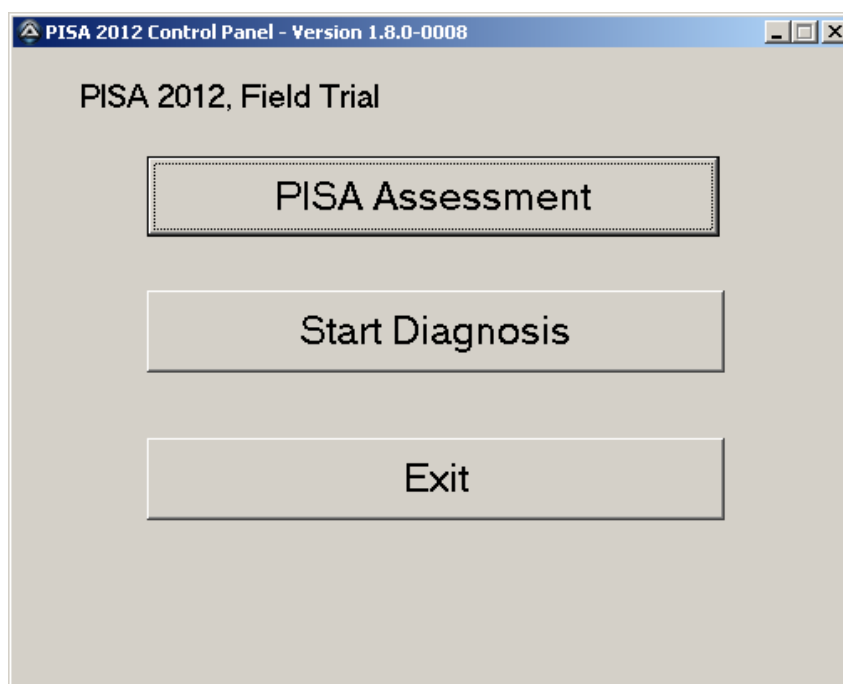 PISA 2012 Control Panel - Version 1.8.0-0008
PISA 2012, Field Trial
PISA Assessment
Start Diagnosis
Exit